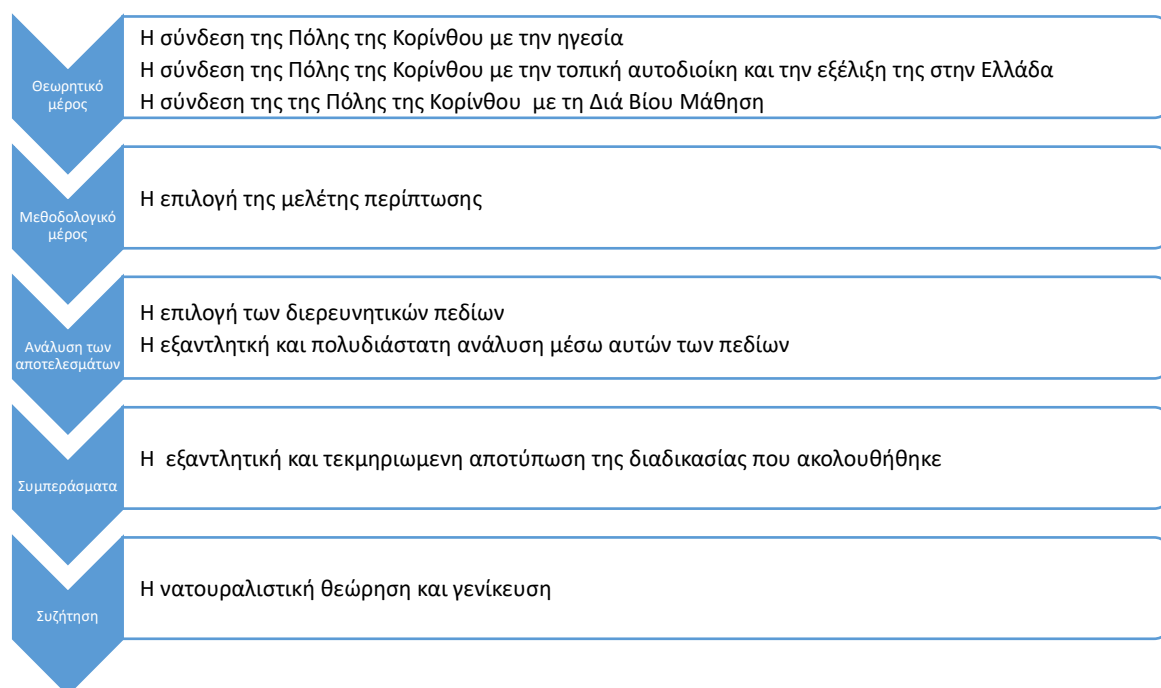 Θεωρητικό
μέρος
Η σύνδεση της Πόλης της Κορίνθου με την ηγεσία
Η σύνδεση της Πόλης της Κορίνθου με την τοπική αυτοδιοίκη και την εξέλιξη της στην Ελλάδα
Η σύνδεση της της Πόλης της Κορίνθου με τη Διά Βίου Μάθηση
Μεθοδολογικό
μέρος
Η επιλογή της μελέτης περίπτωσης
Ανάλυση των
αποτελεσμάτων
Η επιλογή των διερευνητικών πεδίων
Η εξαντλητκή και πολυδιάστατη ανάλυση μέσω αυτών των πεδίων
Συμπεράσματα
Η εξαντλητική και τεκμηριωμενη αποτύπωση της διαδικασίας που ακολουθήθηκε
Συζήτηση
Η νατουραλιστική θεώρηση και γενίκευση